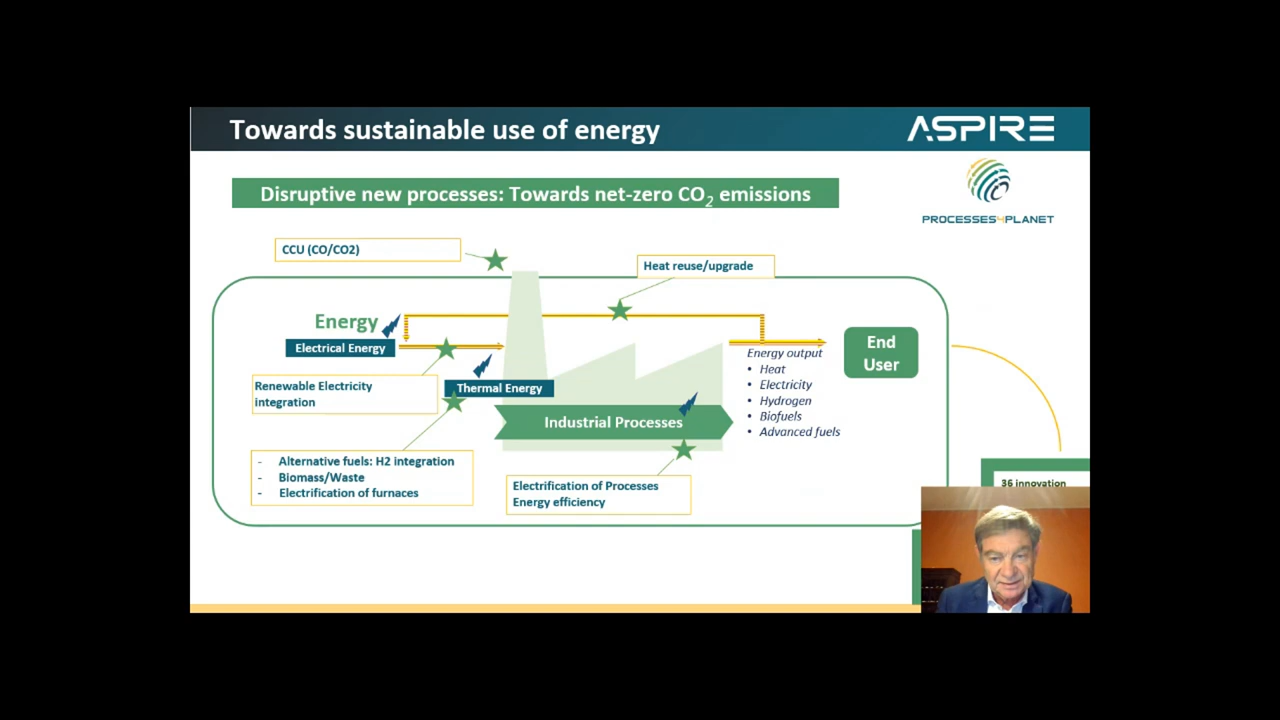 Towards sustainable use of energy
ASPIRE
Disruptive new processes: Towards net-zero CO2 emissions
PROCESSES4PLANET
CCU (CO/CO2)
Heat reuse/upgrade
Energy
Electrical Energy
End
User
Energy output
• Heat
• Electricity
• Hydrogen
• Biofuels
• Advanced fuels
Renewable Electricity
integration
Thermal Energy
Industrial Processes
- Alternative fuels: H2 integration
- Biomass/Waste
- Electrification of furnaces
Electrification of Processes
Energy efficiency
36 innovation